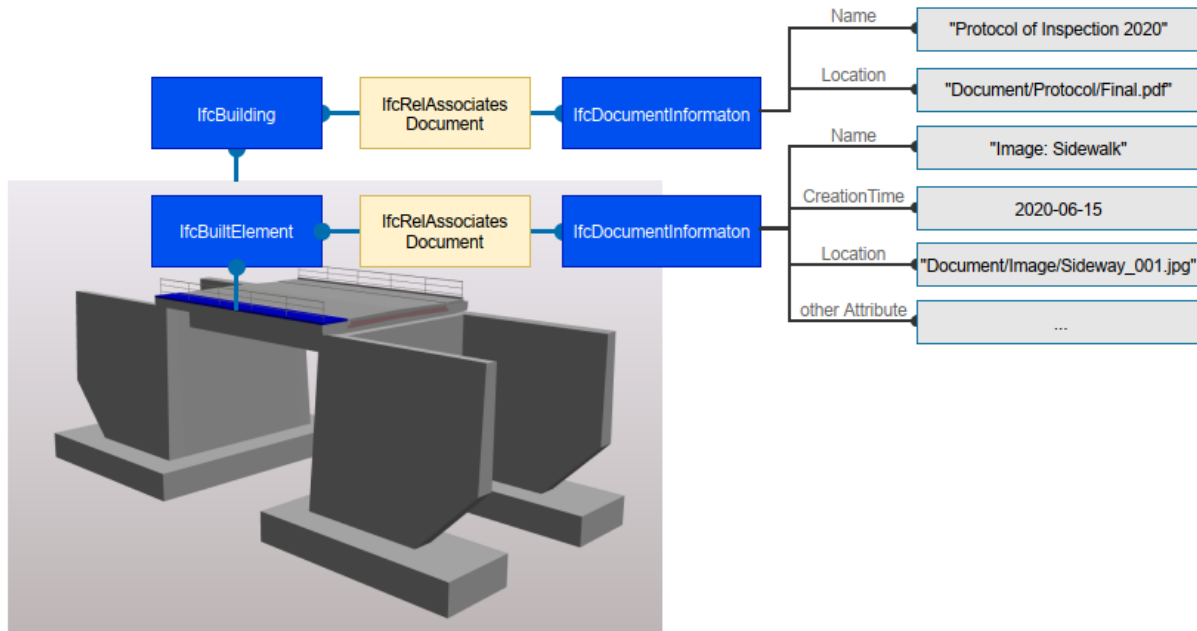 Name
"Protocol of Inspection 2020"
Location
"Document/Protocol/Final.pdf"
IfcBuilding
IfcRelAssociates
Document
IfcDocumentInformaton
Name
"Image: Sidewalk"
CreationTime
2020-06-15
IfcBuiltElement
IfcRelAssociates
Document
IfcDocumentInformaton
Location
"Document/Image/Sideway_001.jpg"
other Attribute
...